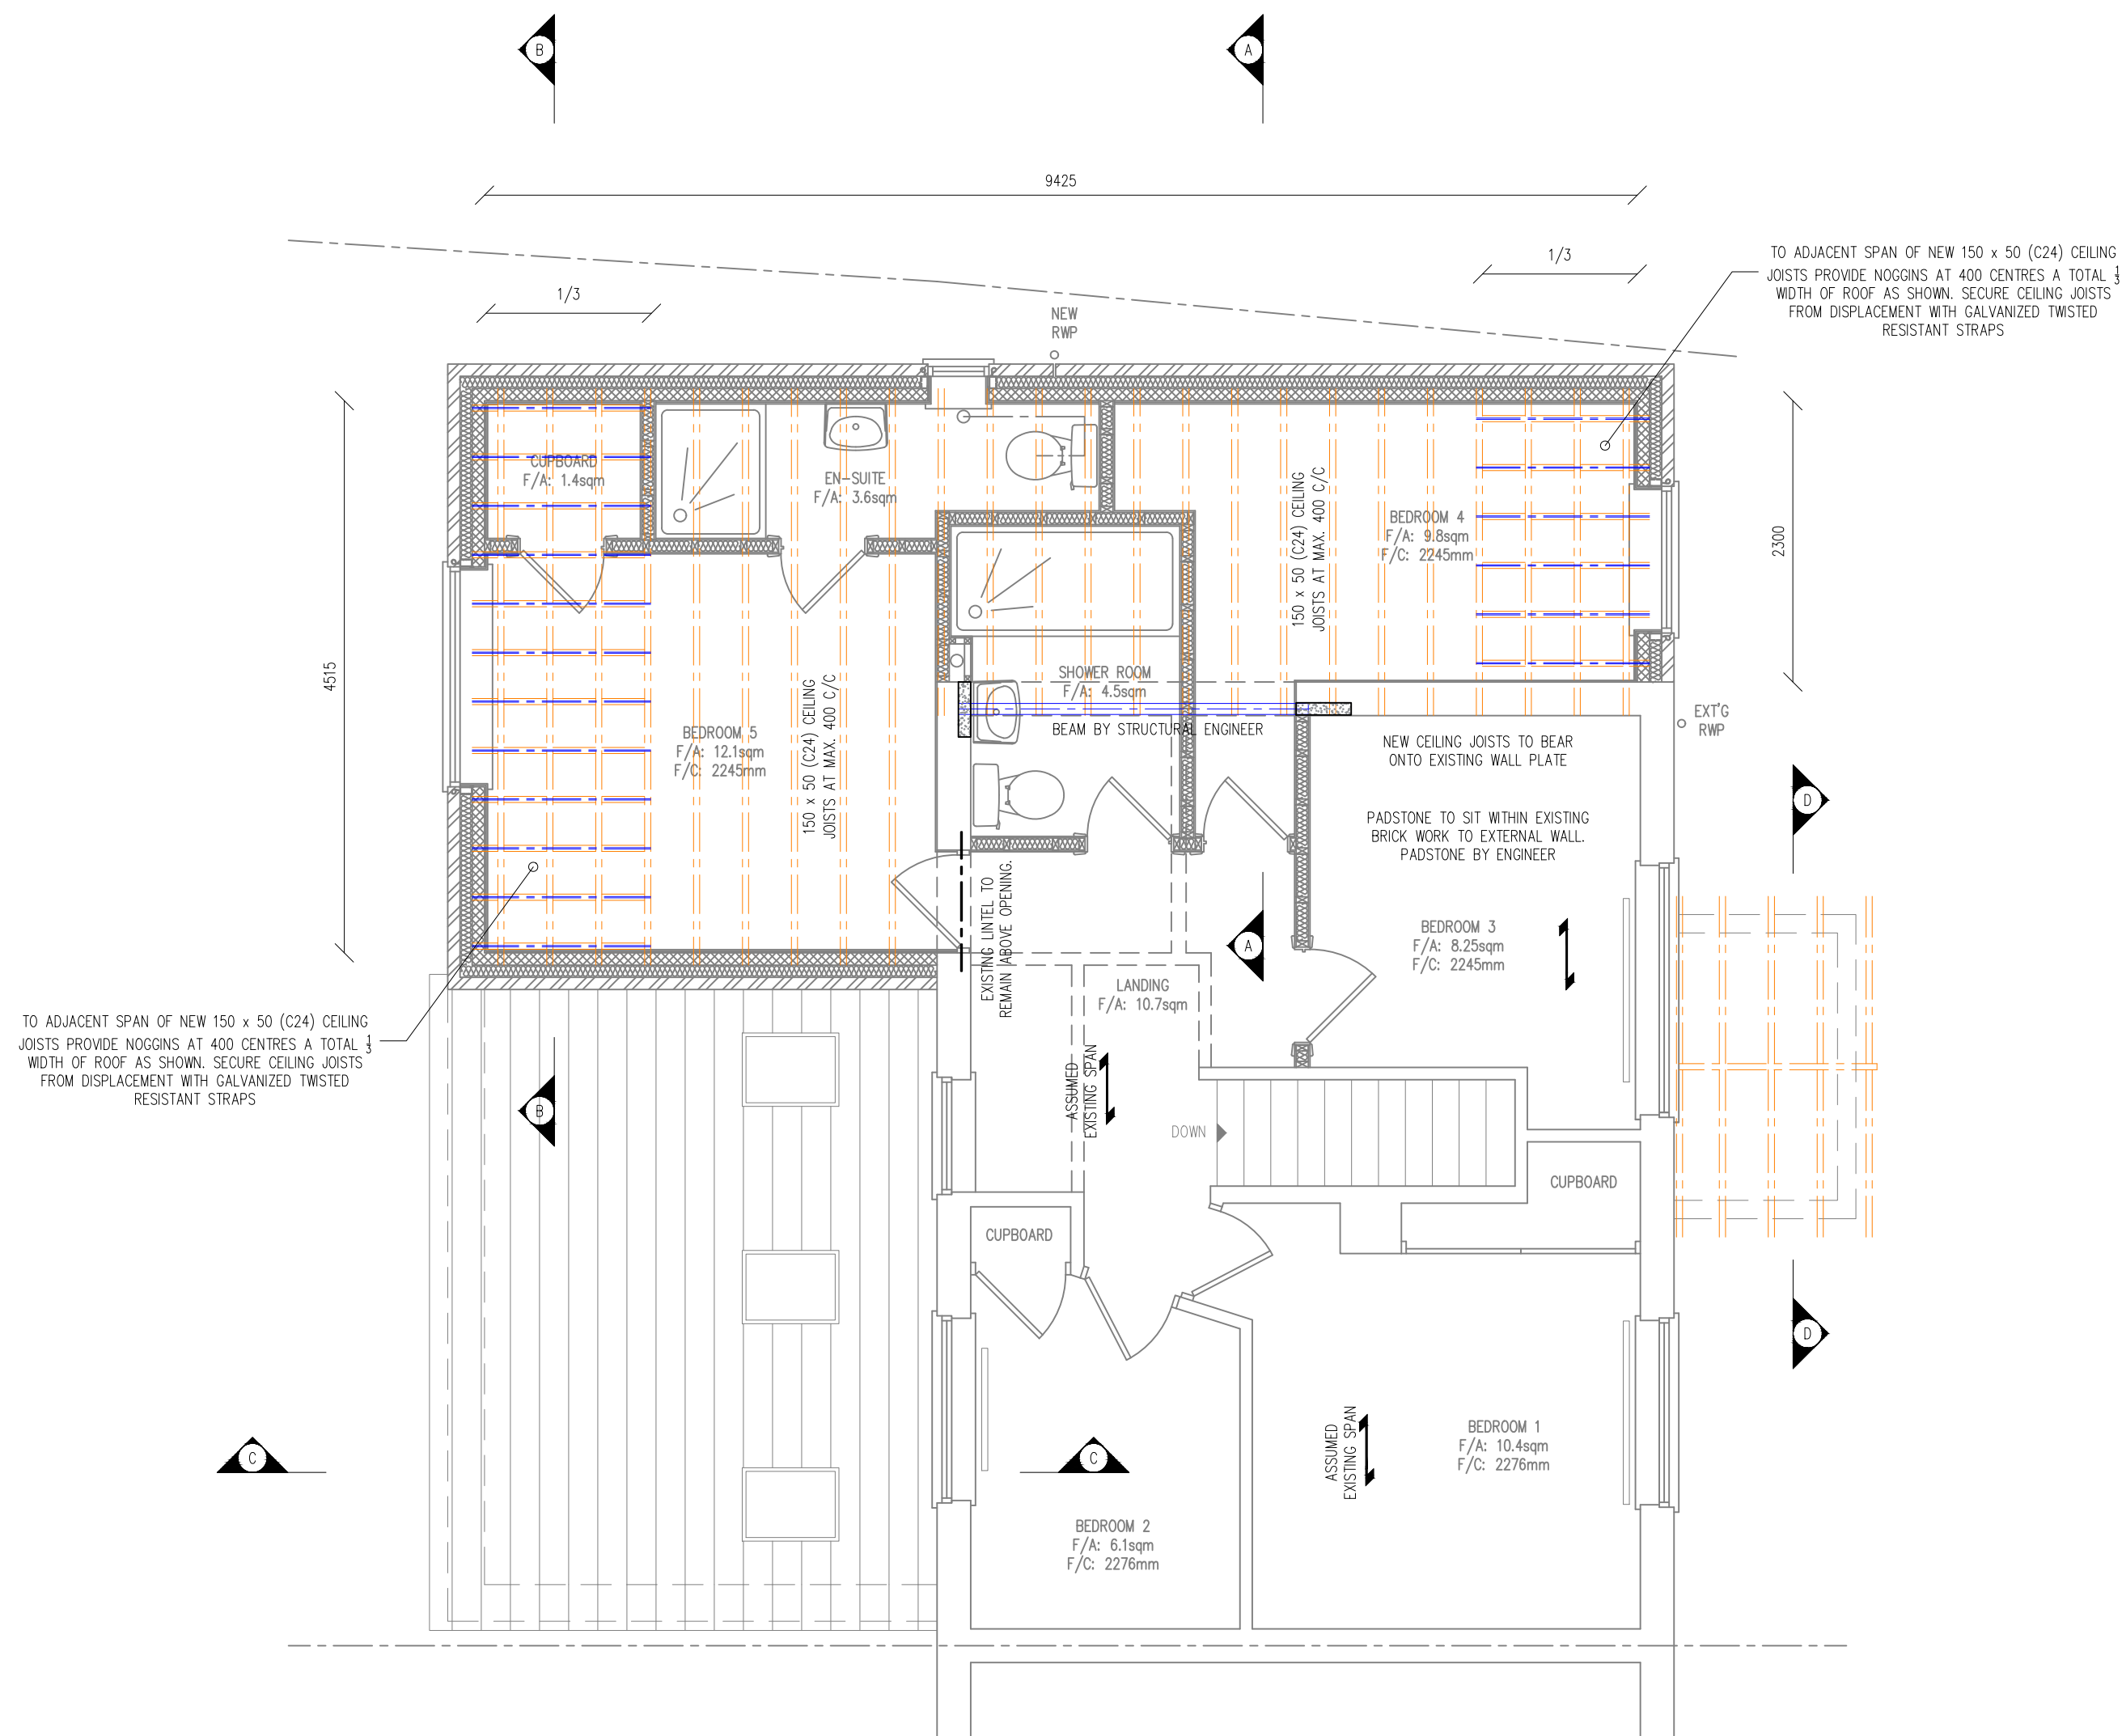 B
A
9425
1/3
TO ADJACENT SPAN OF NEW 150 x 50 (C24) CEILING
JOISTS PROVIDE NOGGINS AT 400 CENTRES A TOTAL 1/3
WIDTH OF ROOF AS SHOWN. SECURE CEILING JOISTS
FROM DISPLACEMENT WITH GALVANIZED TWISTED
RESISTANT STRAPS
1/3
NEW
RWP
CUPBOARD
F/A: 1.4sqm
EN-SUITE
F/A: 3.6sqm
150 x 50 (C24) CEILING
JOISTS AT MAX. 400 C/C
BEDROOM 4
F/A: 9.8sqm
F/C: 2245mm
2300
4515
SHOWER ROOM
F/A: 4.5sqm
BEDROOM 5
F/A: 12.1sqm
F/C: 2245mm
150 x 50 (C24) CEILING
JOISTS AT MAX. 400 C/C
BEAM BY STRUCTURAL ENGINEER
EXT'G
RWP
NEW CEILING JOISTS TO BEAR
ONTO EXISTING WALL PLATE
PADSTONE TO SIT WITHIN EXISTING
BRICK WORK TO EXTERNAL WALL.
PADSTONE BY ENGINEER
D
EXISTING LINTEL TO
REMAIN ABOVE OPENING.
A
BEDROOM 3
F/A: 8.25sqm
F/C: 2245mm
LANDING
F/A: 10.7sqm
TO ADJACENT SPAN OF NEW 150 x 50 (C24) CEILING
JOISTS PROVIDE NOGGINS AT 400 CENTRES A TOTAL 1/3
WIDTH OF ROOF AS SHOWN. SECURE CEILING JOISTS
FROM DISPLACEMENT WITH GALVANIZED TWISTED
RESISTANT STRAPS
B
ASSUMED
EXISTING SPAN
DOWN
CUPBOARD
CUPBOARD
D
C
C
ASSUMED
EXISTING SPAN
BEDROOM 1
F/A: 10.4sqm
F/C: 2276mm
BEDROOM 2
F/A: 6.1sqm
F/C: 2276mm